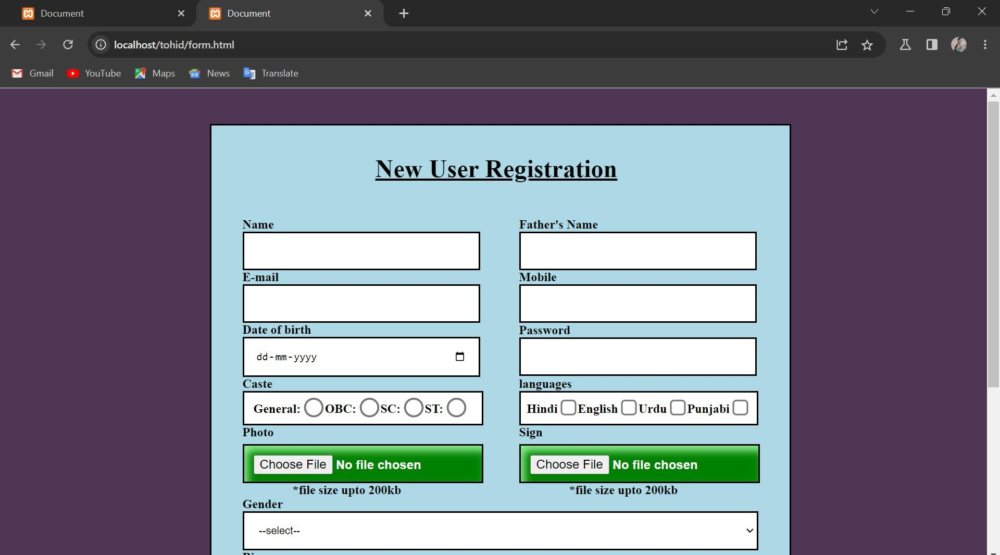 Document
Document
localhost/tohid/form.html
Gmail YouTube Maps News Translate
New User Registration
Name
Father's Name
E-mail
Mobile
Date of birth
Password
dd-mm-yyyy
Caste
languages
General: OBC: SC: ST:
Hindi English Urdu Punjabi
Photo
Sign
Choose File No file chosen
Choose File No file chosen
*file size upto 200kb
*file size upto 200kb
Gender
--select--